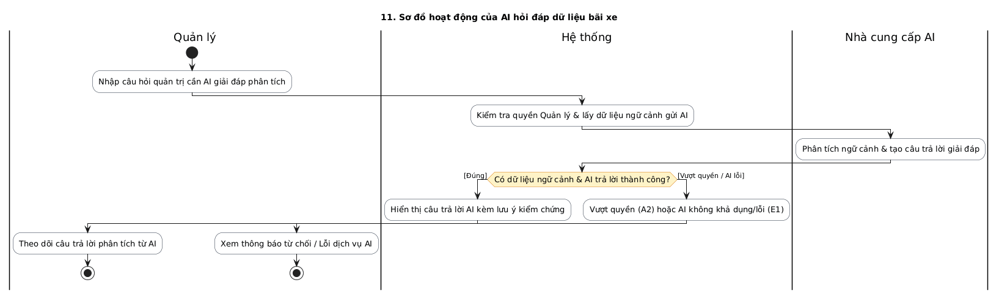 11. Sơ đồ hoạt động của AI hỏi đáp dữ liệu bãi xe
Quản lý
Hệ thống
Nhà cung cấp AI
Nhập câu hỏi quản trị cần AI giải đáp phân tích
Kiểm tra quyền Quản lý & lấy dữ liệu ngữ cảnh gửi AI
Phân tích ngữ cảnh & tạo câu trả lời giải đáp
[Đúng]
Có dữ liệu ngữ cảnh & AI trả lời thành công?
[Vượt quyền / AI lỗi]
Hiển thị câu trả lời AI kèm lưu ý kiểm chứng
Vượt quyền (A2) hoặc AI không khả dụng/lỗi (E1)
Theo dõi câu trả lời phân tích từ AI
Xem thông báo từ chối / Lỗi dịch vụ AI